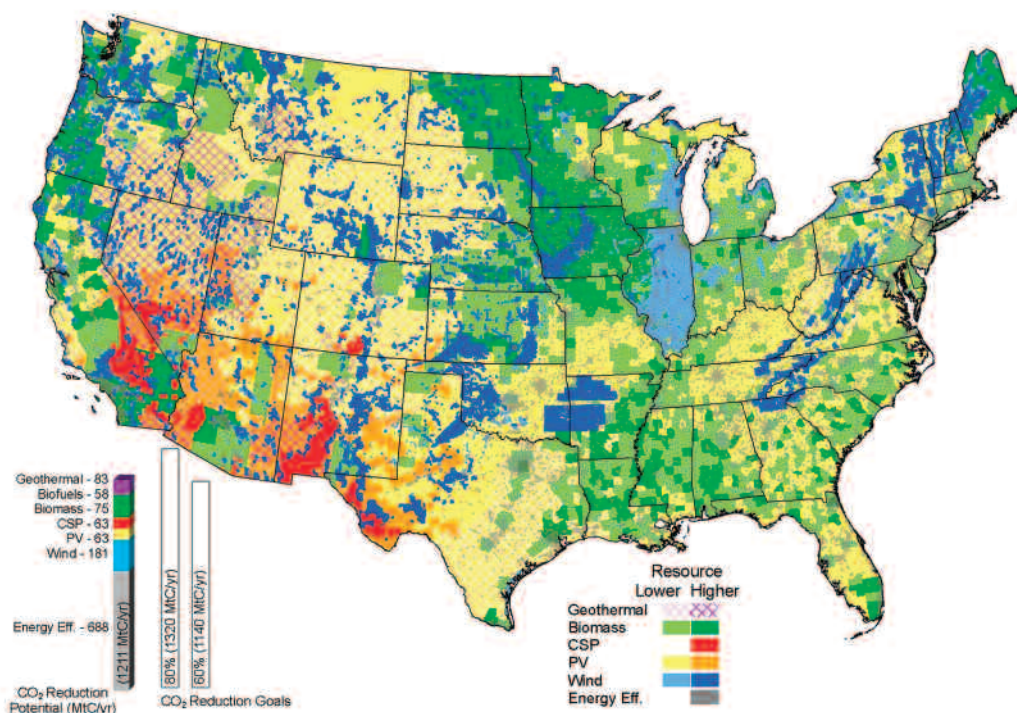 Geothermal - 83
Biofuels - 58
Biomass - 75
CSP - 63
PV - 63
Wind - 181
Energy Eff. - 688
(1211 MtC/yr)
CO₂ Reduction
Potential (MtC/yr)
80% (1320 MtC/yr)
60% (1140 MtC/yr)
CO₂ Reduction Goals
Resource
Lower Higher
Geothermal
Biomass
CSP
PV
Wind
Energy Eff.